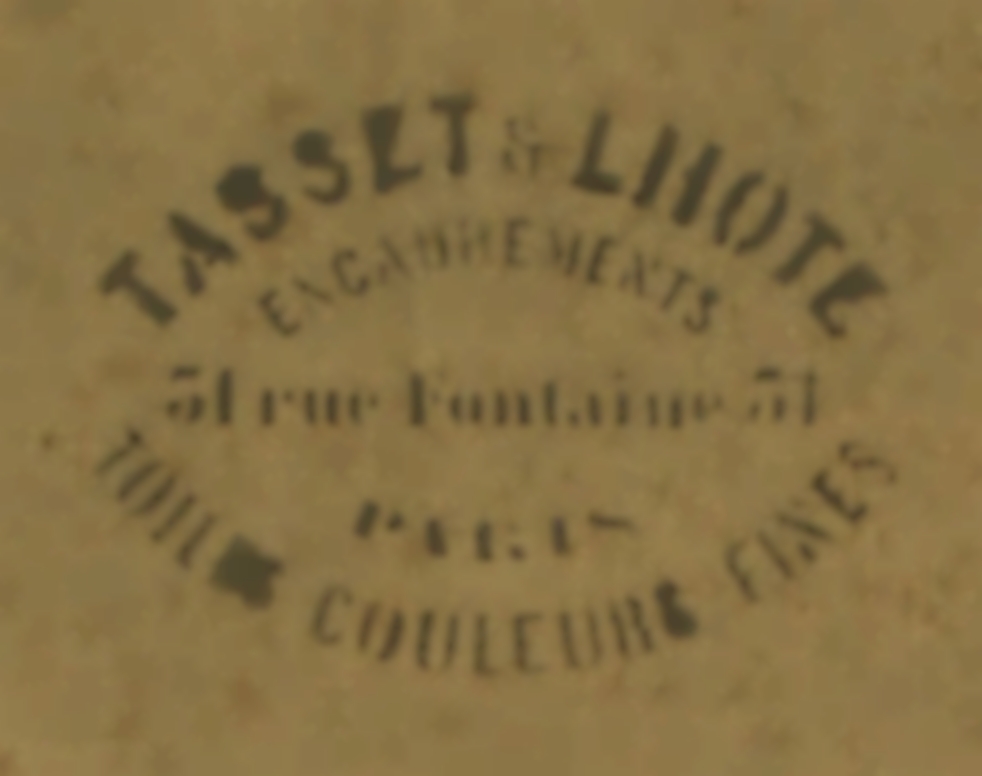 TASSET & LHOTE
ENCADREMENTS
31 rue Fontaine 31
PARIS
TOILES COULEURS FINES